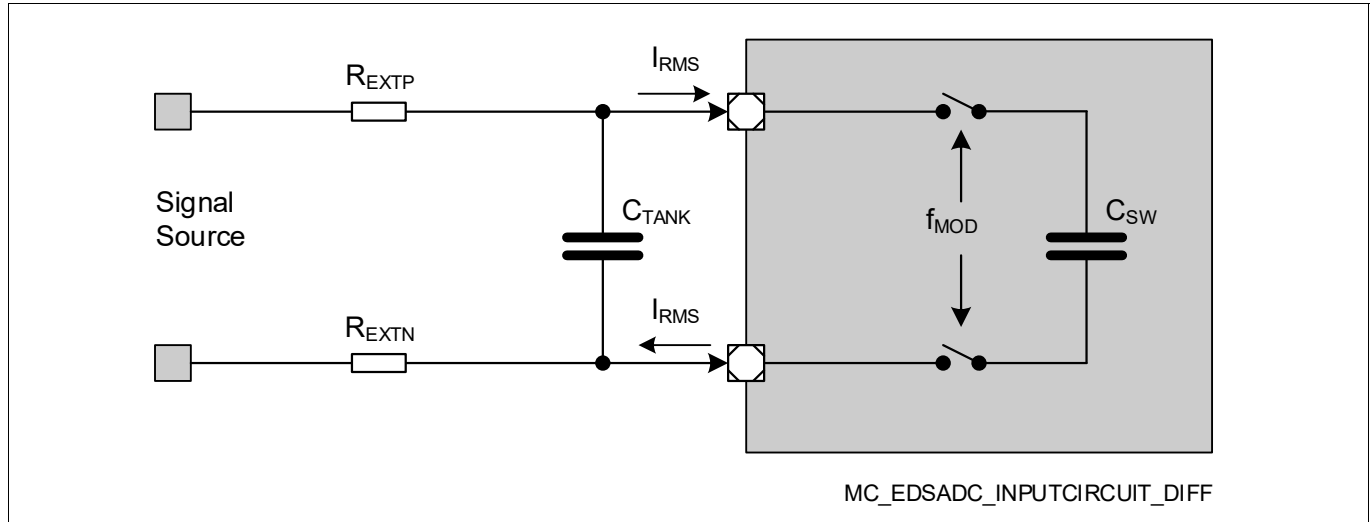 I_RMS
R_EXTP
Signal
Source
C_TANK
f_MOD
C_SW
I_RMS
R_EXTN
MC_EDSADC_INPUTCIRCUIT_DIFF